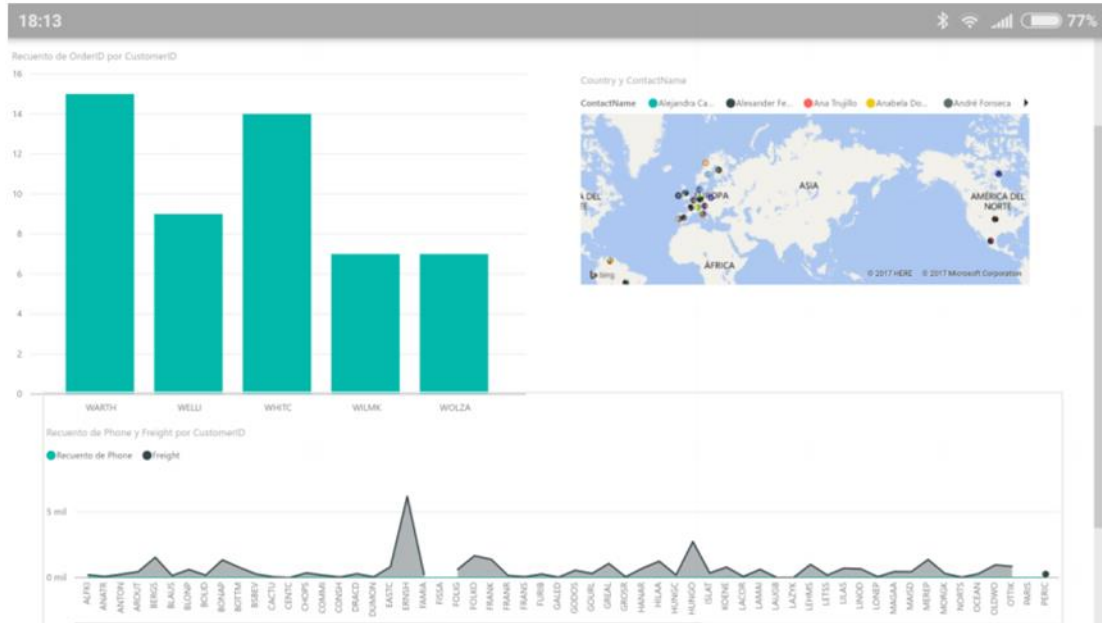 18:13 77%
Recuento de OrderID por CustomerID
16
14
12
10
8
6
4
2
0
WARTH WELLI WHITC WILMK WOLZA
Country y ContactName
ContactName Alejandra Ca... Alexander Fe... Ana Trujillo Anabela Do... André Fonseca
ASIA
EUROPA
AMÉRICA DEL
NORTE
ÁFRICA
bing © 2017 HERE © 2017 Microsoft Corporation
Recuento de Phone y Freight por CustomerID
Recuento de Phone Freight
5 mil
0 mil
ALFKI ANATR ANTON AROUT BERGS BLAUS BLONP BOLID BONAP BOTTM BSBEV CACTU CENTC CHOPS COMMI CONSH DRACD DUMON EASTC ERNSH FAMIA FISSA FOLIG FOLKO FRANK FRANR FRANS FURIB GALED GODOS GOURL GREAL GROSR HANAR HILAA HUNGC HUNGO ISLAT KOENE LACOR LAMAI LAUGB LAZYK LEHMS LETSS LILAS LINOD LONEP MAGAA MAISD MEREP MORGK NORTS OCEAN OLDWO OTTIK PARIS PERIC